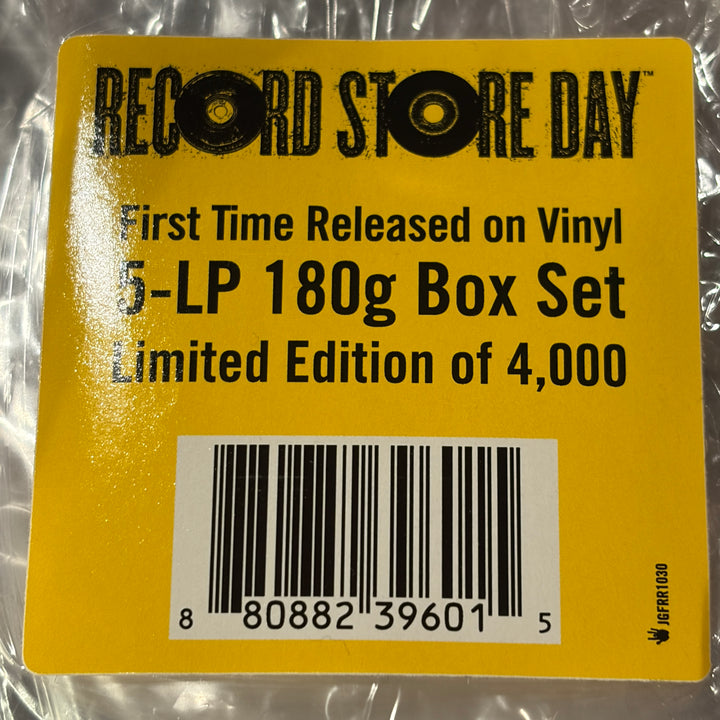 RECORD STORE DAY™
First Time Released on Vinyl
5-LP 180g Box Set
Limited Edition of 4,000
8 80882 39601 5
JGFRR1030